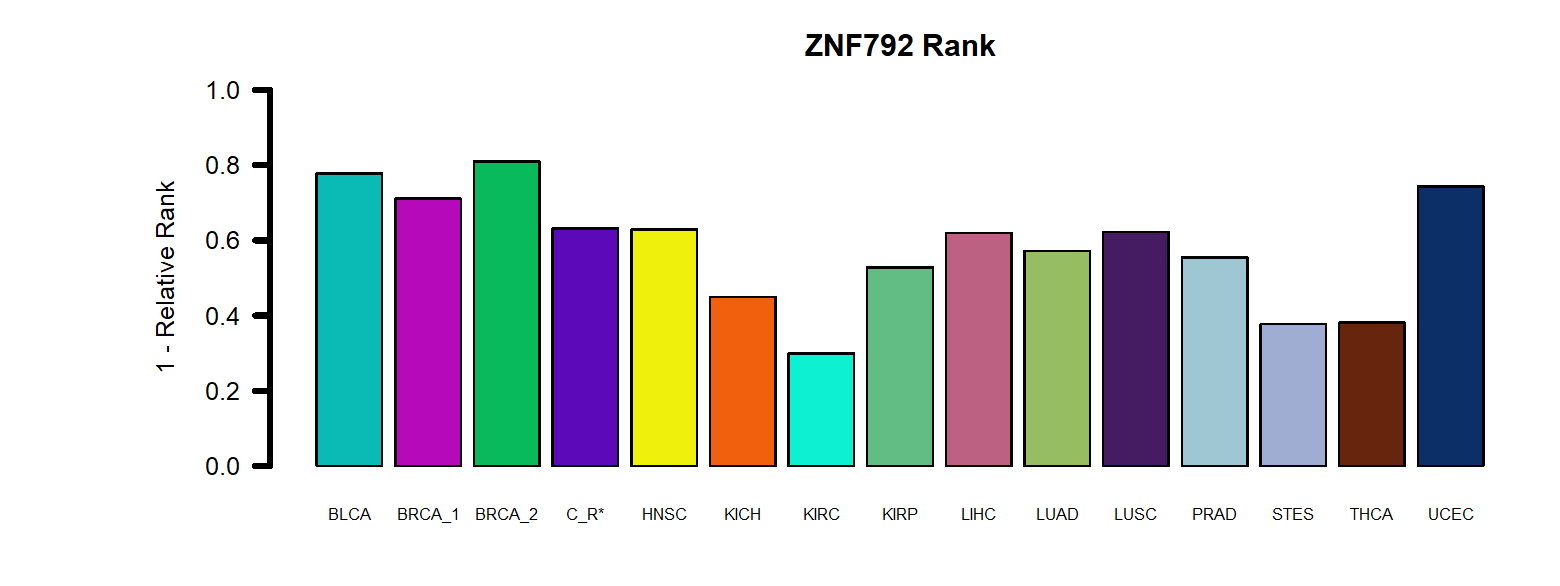 ZNF792 Rank
1 - Relative Rank
1.0
0.8
0.6
0.4
0.2
0.0
BLCA BRCA_1 BRCA_2 C_R* HNSC KICH KIRC KIRP LIHC LUAD LUSC PRAD STES THCA UCEC